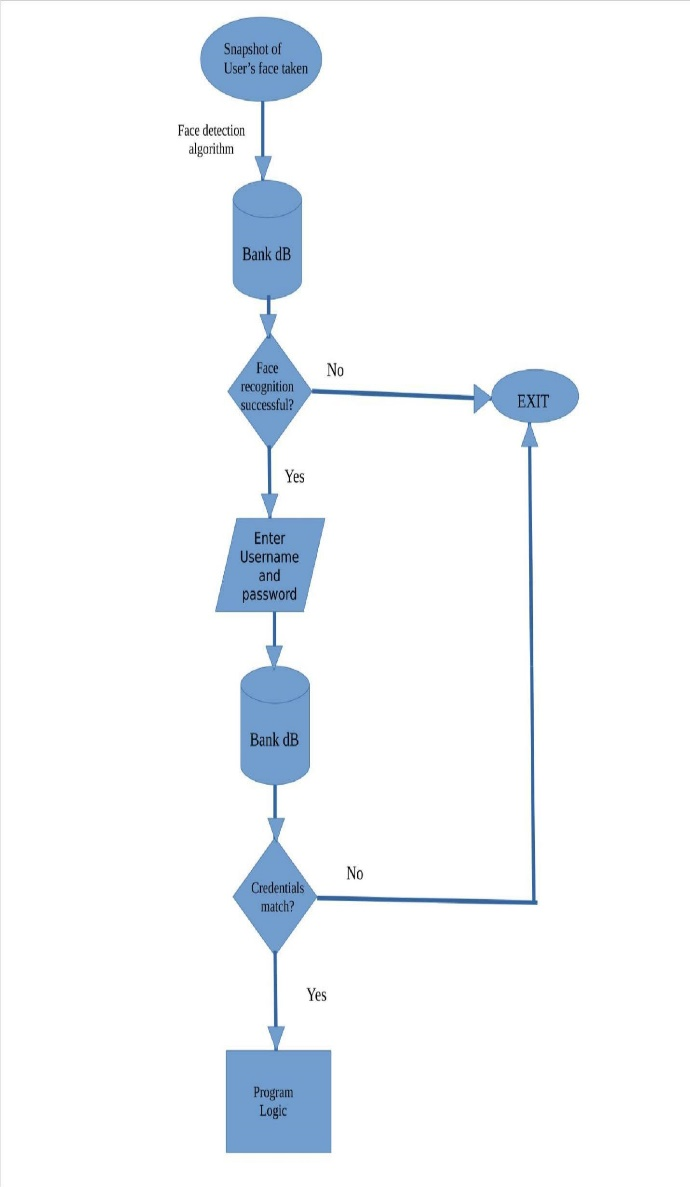 Snapshot of
User's face taken
Face detection
algorithm
Bank dB
Face
recognition
successful?
No
EXIT
Yes
Enter
Username
and
password
Bank dB
Credentials
match?
No
Yes
Program
Logic